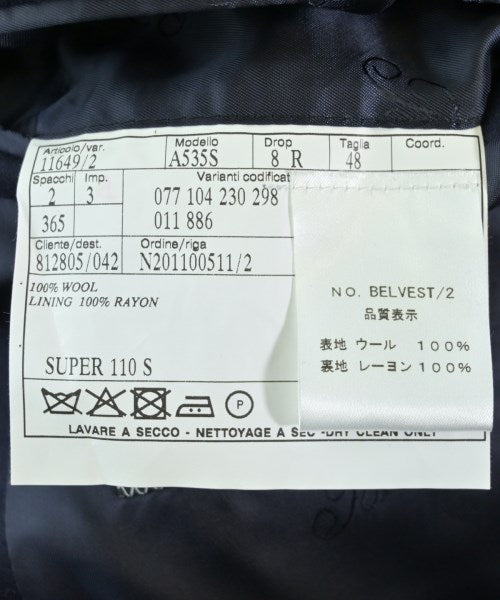 Articolo/var. Modello Drop Taglia Coord.
11649/2 A535S 8 R 48
Spacchi Imp. Varianti codificat
2 3 077 104 230 298
365 011 886
Cliente/dest. Ordine/riga
812805/042 N201100511/2
100% WOOL
LINING 100% RAYON
SUPER 110 S
P
LAVARE A SECCO - NETTOYAGE A SEC -DRY CLEAN ONLY
NO. BELVEST/2
品質表示
表地 ウール 100%
裏地 レーヨン 100%